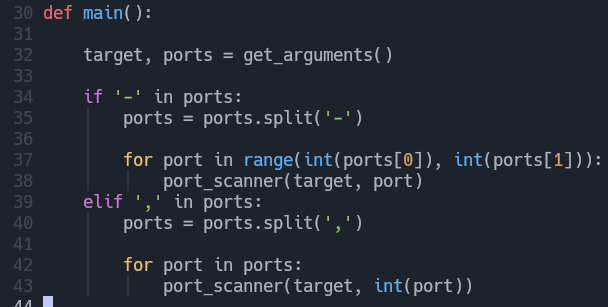 30 def main():
31
32     target, ports = get_arguments()
33
34     if '-' in ports:
35         ports = ports.split('-')
36
37         for port in range(int(ports[0]), int(ports[1])):
38             port_scanner(target, port)
39     elif ',' in ports:
40         ports = ports.split(',')
41
42         for port in ports:
43             port_scanner(target, int(port))
44